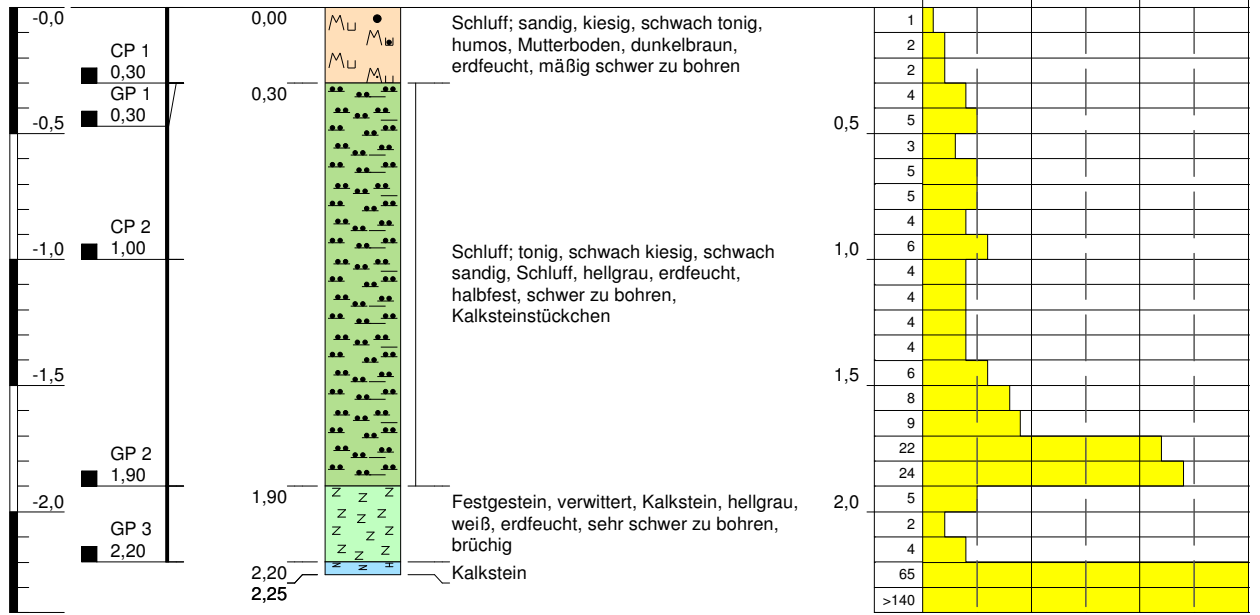 -0,0
CP 1
0,30
GP 1
0,30
-0,5
CP 2
1,00
-1,0
-1,5
GP 2
1,90
-2,0
GP 3
2,20
0,00
0,30
1,90
2,20
2,25
Schluff; sandig, kiesig, schwach tonig,
humos, Mutterboden, dunkelbraun,
erdfeucht, mäßig schwer zu bohren
Schluff; tonig, schwach kiesig, schwach
sandig, Schluff, hellgrau, erdfeucht,
halbfest, schwer zu bohren,
Kalksteinstückchen
Festgestein, verwittert, Kalkstein, hellgrau,
weiß, erdfeucht, sehr schwer zu bohren,
brüchig
Kalkstein
0,5
1,0
1,5
2,0
1
2
2
4
5
3
5
5
4
6
4
4
4
4
6
8
9
22
24
5
2
4
65
>140